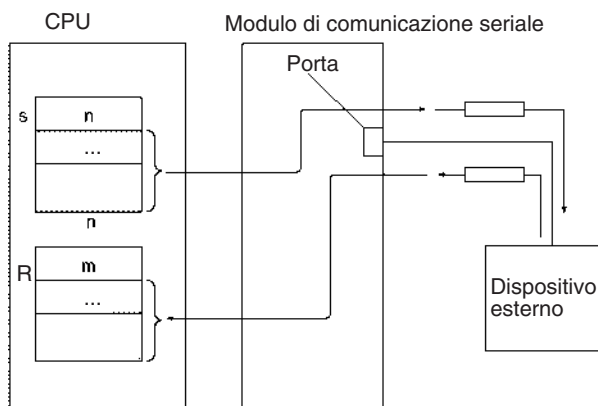 CPU
Modulo di comunicazione seriale
Porta
s
n
...
n
R
m
...
Dispositivo
esterno